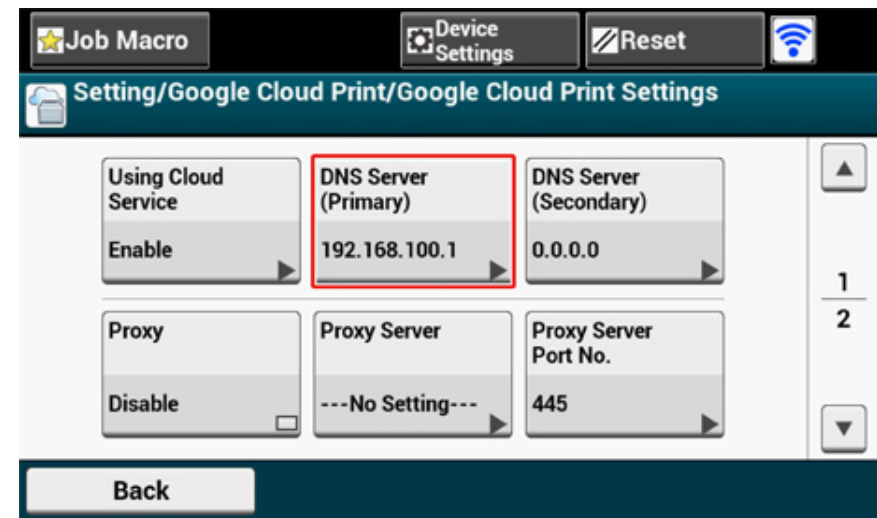 Job Macro
Device
Settings
Reset
Setting/Google Cloud Print/Google Cloud Print Settings
Using Cloud
Service
Enable
DNS Server
(Primary)
192.168.100.1
DNS Server
(Secondary)
0.0.0.0
1
2
Proxy
Disable
Proxy Server
---No Setting---
Proxy Server
Port No.
445
Back